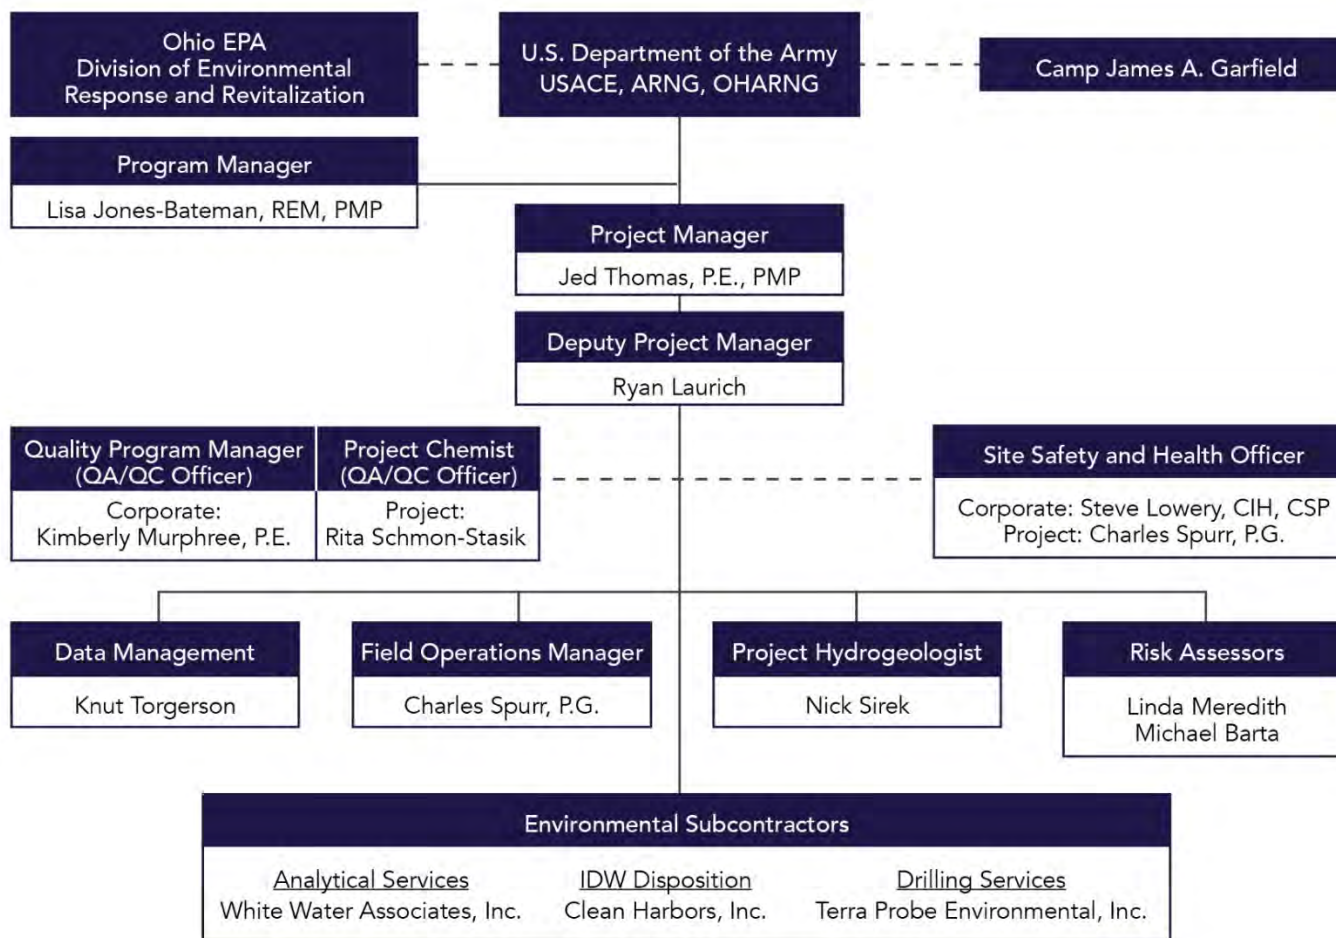 Ohio EPA
Division of Environmental
Response and Revitalization
U.S. Department of the Army
USACE, ARNG, OHARNG
Camp James A. Garfield
Program Manager
Lisa Jones-Bateman, REM, PMP
Project Manager
Jed Thomas, P.E., PMP
Deputy Project Manager
Ryan Laurich
Quality Program Manager
(QA/QC Officer)
Corporate:
Kimberly Murphree, P.E.
Project Chemist
(QA/QC Officer)
Project:
Rita Schmon-Stasik
Site Safety and Health Officer
Corporate: Steve Lowery, CIH, CSP
Project: Charles Spurr, P.G.
Data Management
Knut Torgerson
Field Operations Manager
Charles Spurr, P.G.
Project Hydrogeologist
Nick Sirek
Risk Assessors
Linda Meredith
Michael Barta
Environmental Subcontractors
Analytical Services
White Water Associates, Inc.
IDW Disposition
Clean Harbors, Inc.
Drilling Services
Terra Probe Environmental, Inc.